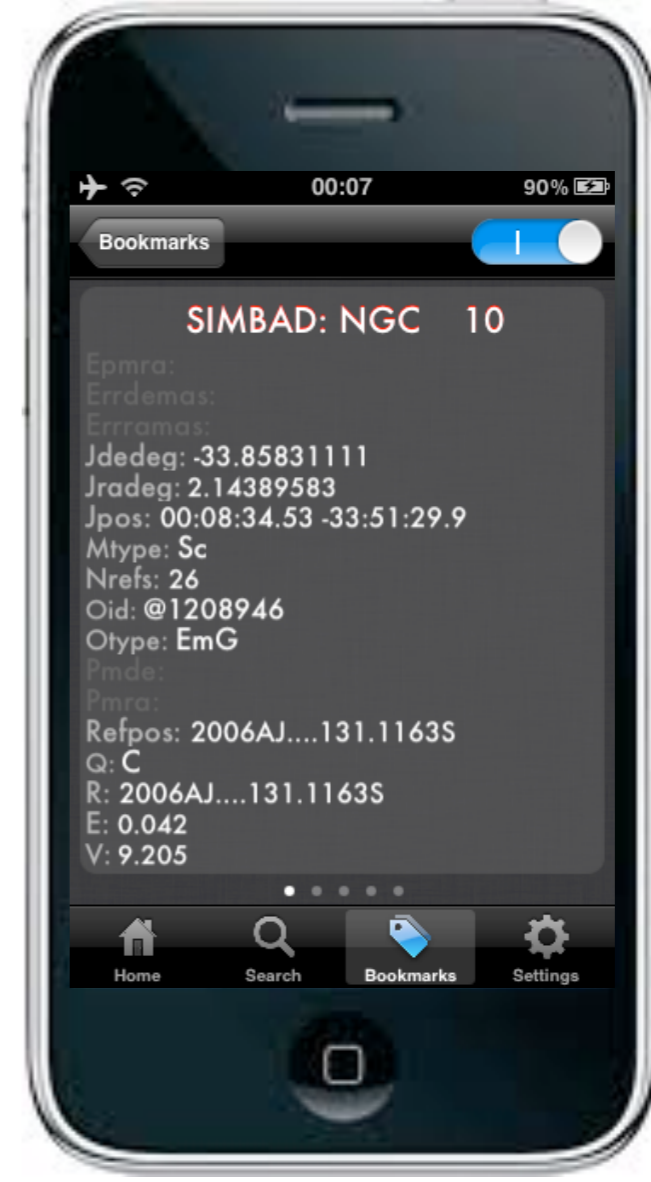 00:07 90%
Bookmarks
SIMBAD: NGC 10
Epmra:
Errdemas:
Errramas:
Jdedeg: -33.85831111
Jradeg: 2.14389583
Jpos: 00:08:34.53 -33:51:29.9
Mtype: Sc
Nrefs: 26
Oid: @1208946
Otype: EmG
Pmde:
Pmra:
Refpos: 2006AJ....131.1163S
Q: C
R: 2006AJ....131.1163S
E: 0.042
V: 9.205
Home Search Bookmarks Settings